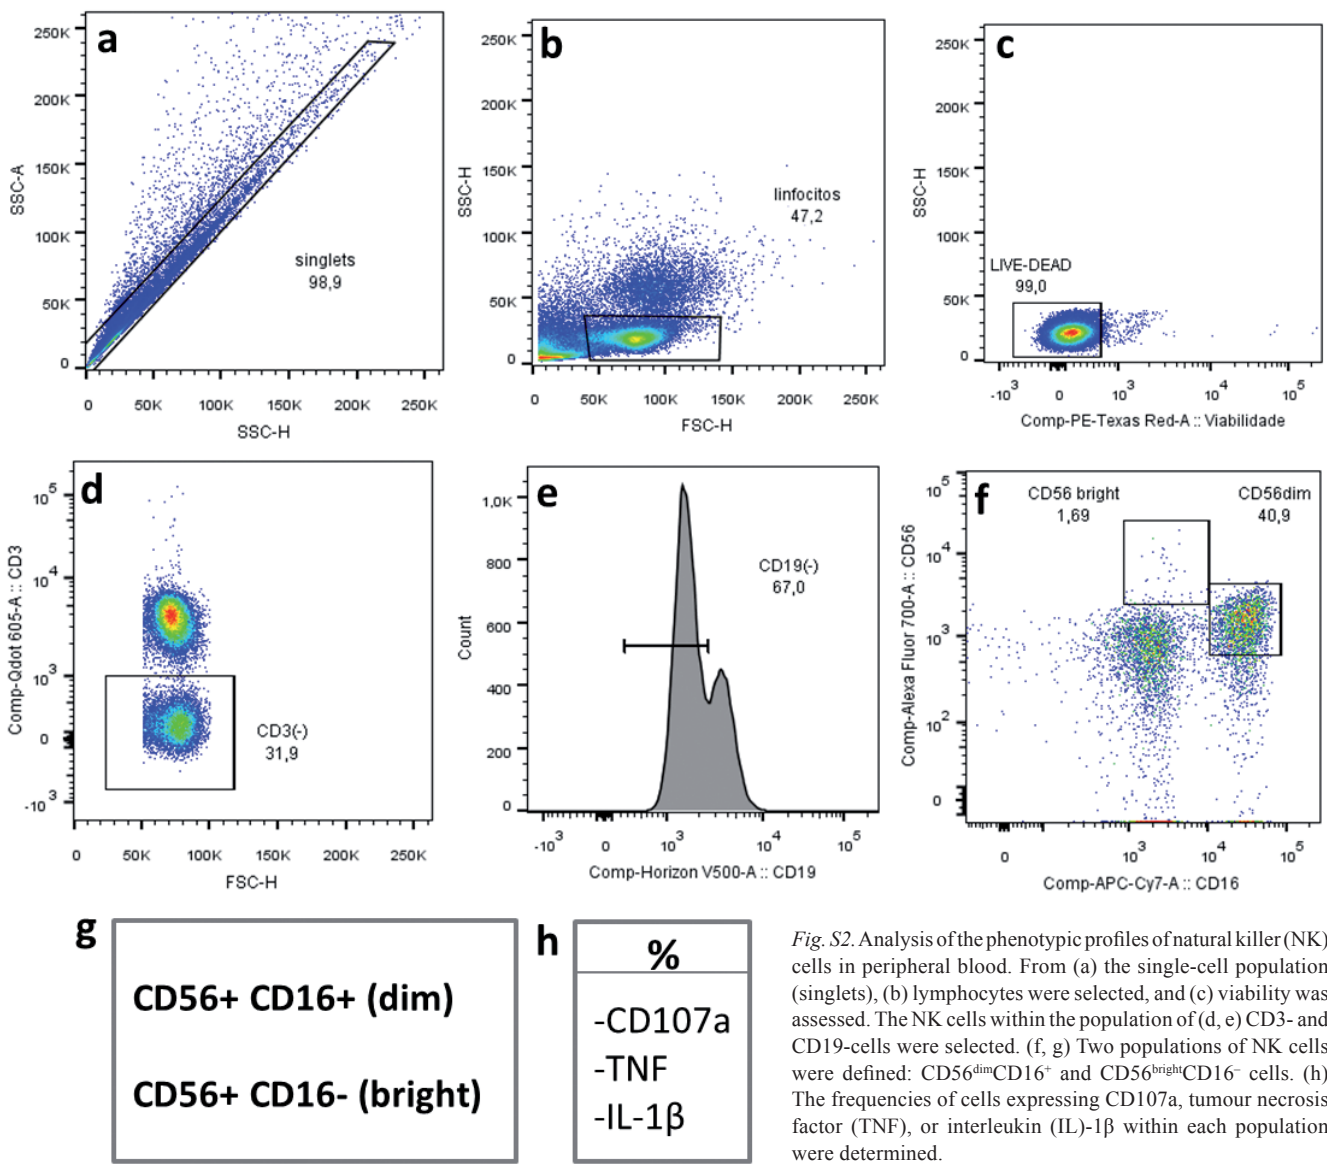 a
250K
200K
150K
100K
50K
0
SSC-A
singlets
98,9
0 50K 100K 150K 200K 250K
SSC-H
b
250K
200K
150K
100K
50K
0
SSC-H
linfocitos
47,2
0 50K 100K 150K 200K 250K
FSC-H
c
250K
200K
150K
100K
50K
0
SSC-H
LIVE-DEAD
99,0
-10³ 0 10³ 10⁴ 10⁵
Comp-PE-Texas Red-A :: Viabilidade
d
10⁵
10⁴
10³
0
-10³
Comp-Qdot 605-A :: CD3
CD3(-)
31,9
0 50K 100K 150K 200K 250K
FSC-H
e
1,0K
800
600
400
200
0
Count
CD19(-)
67,0
-10³ 0 10³ 10⁴ 10⁵
Comp-Horizon V500-A :: CD19
f
10⁵
10⁴
10³
10²
0
Comp-Alexa Fluor 700-A :: CD56
CD56 bright
1,69
CD56dim
40,9
0 10³ 10⁴ 10⁵
Comp-APC-Cy7-A :: CD16
g
CD56+ CD16+ (dim)
CD56+ CD16- (bright)
h
%
-CD107a
-TNF
-IL-1β
Fig. S2. Analysis of the phenotypic profiles of natural killer (NK)
cells in peripheral blood. From (a) the single-cell population
(singlets), (b) lymphocytes were selected, and (c) viability was
assessed. The NK cells within the population of (d, e) CD3- and
CD19-cells were selected. (f, g) Two populations of NK cells
were defined: CD56ᵈⁱᵐCD16⁺ and CD56ᵇʳⁱᵍʰᵗCD16⁻ cells. (h)
The frequencies of cells expressing CD107a, tumour necrosis
factor (TNF), or interleukin (IL)-1β within each population
were determined.